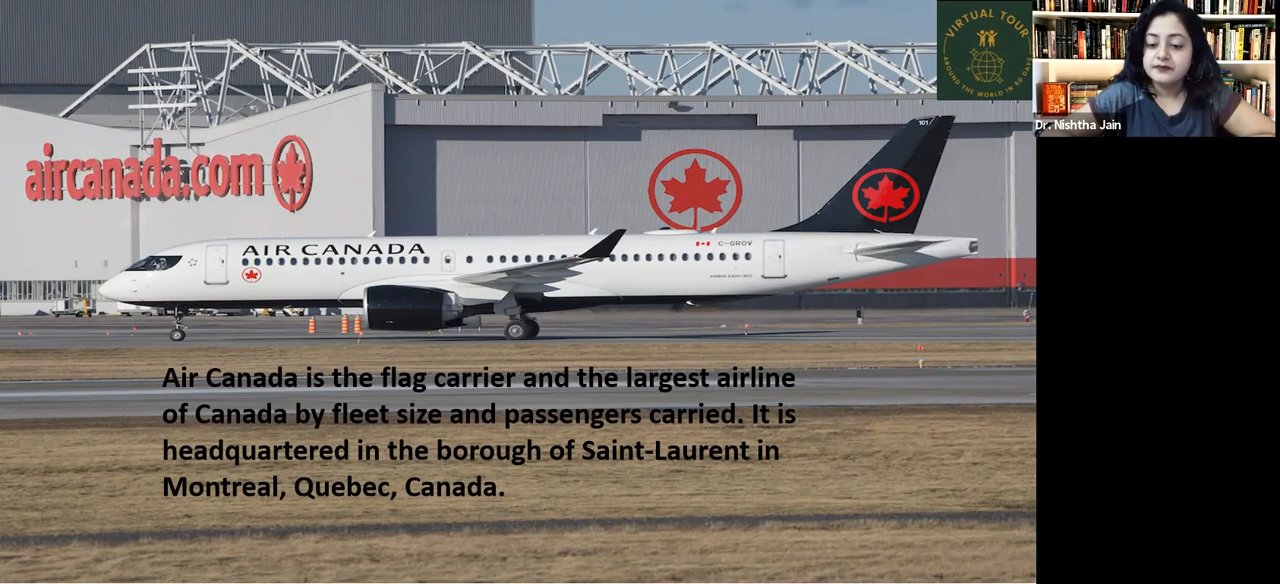 VIRTUAL TOUR
AROUND THE WORLD IN 40 DAYS
Dr. Nishtha Jain
aircanada.com
AIR CANADA
C-GROV
101
Air Canada is the flag carrier and the largest airline
of Canada by fleet size and passengers carried. It is
headquartered in the borough of Saint-Laurent in
Montreal, Quebec, Canada.